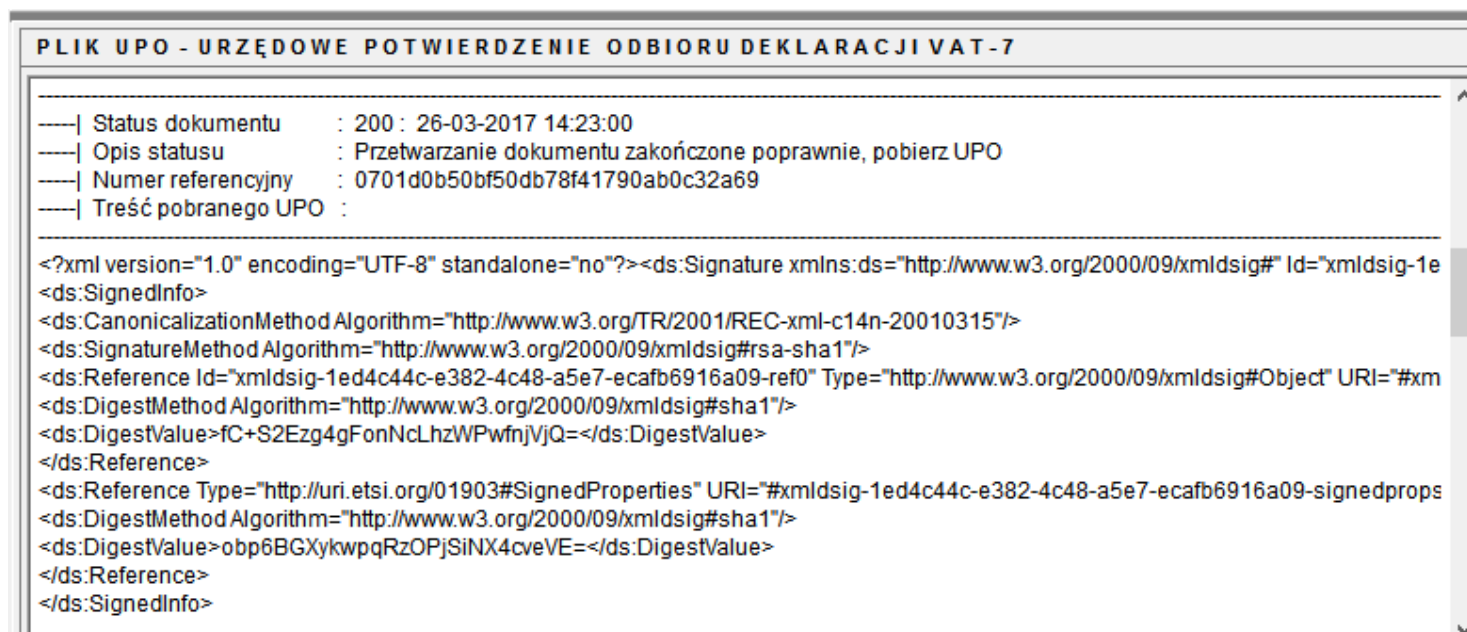 PLIK UPO - URZĘDOWE POTWIERDZENIE ODBIORU DEKLARACJI VAT-7
-----| Status dokumentu : 200 : 26-03-2017 14:23:00
-----| Opis statusu : Przetwarzanie dokumentu zakończone poprawnie, pobierz UPO
-----| Numer referencyjny : 0701d0b50bf50db78f41790ab0c32a69
-----| Treść pobranego UPO :
<?xml version="1.0" encoding="UTF-8" standalone="no"?><ds:Signature xmlns:ds="http://www.w3.org/2000/09/xmldsig#" Id="xmldsig-1e
<ds:SignedInfo>
<ds:CanonicalizationMethod Algorithm="http://www.w3.org/TR/2001/REC-xml-c14n-20010315"/>
<ds:SignatureMethod Algorithm="http://www.w3.org/2000/09/xmldsig#rsa-sha1"/>
<ds:Reference Id="xmldsig-1ed4c44c-e382-4c48-a5e7-ecafb6916a09-ref0" Type="http://www.w3.org/2000/09/xmldsig#Object" URI="#xm
<ds:DigestMethod Algorithm="http://www.w3.org/2000/09/xmldsig#sha1"/>
<ds:DigestValue>fC+S2Ezg4gFonNcLhzWPwfnjVjQ=</ds:DigestValue>
</ds:Reference>
<ds:Reference Type="http://uri.etsi.org/01903#SignedProperties" URI="#xmldsig-1ed4c44c-e382-4c48-a5e7-ecafb6916a09-signedprops
<ds:DigestMethod Algorithm="http://www.w3.org/2000/09/xmldsig#sha1"/>
<ds:DigestValue>obp6BGXykwpqRzOPjSiNX4cveVE=</ds:DigestValue>
</ds:Reference>
</ds:SignedInfo>